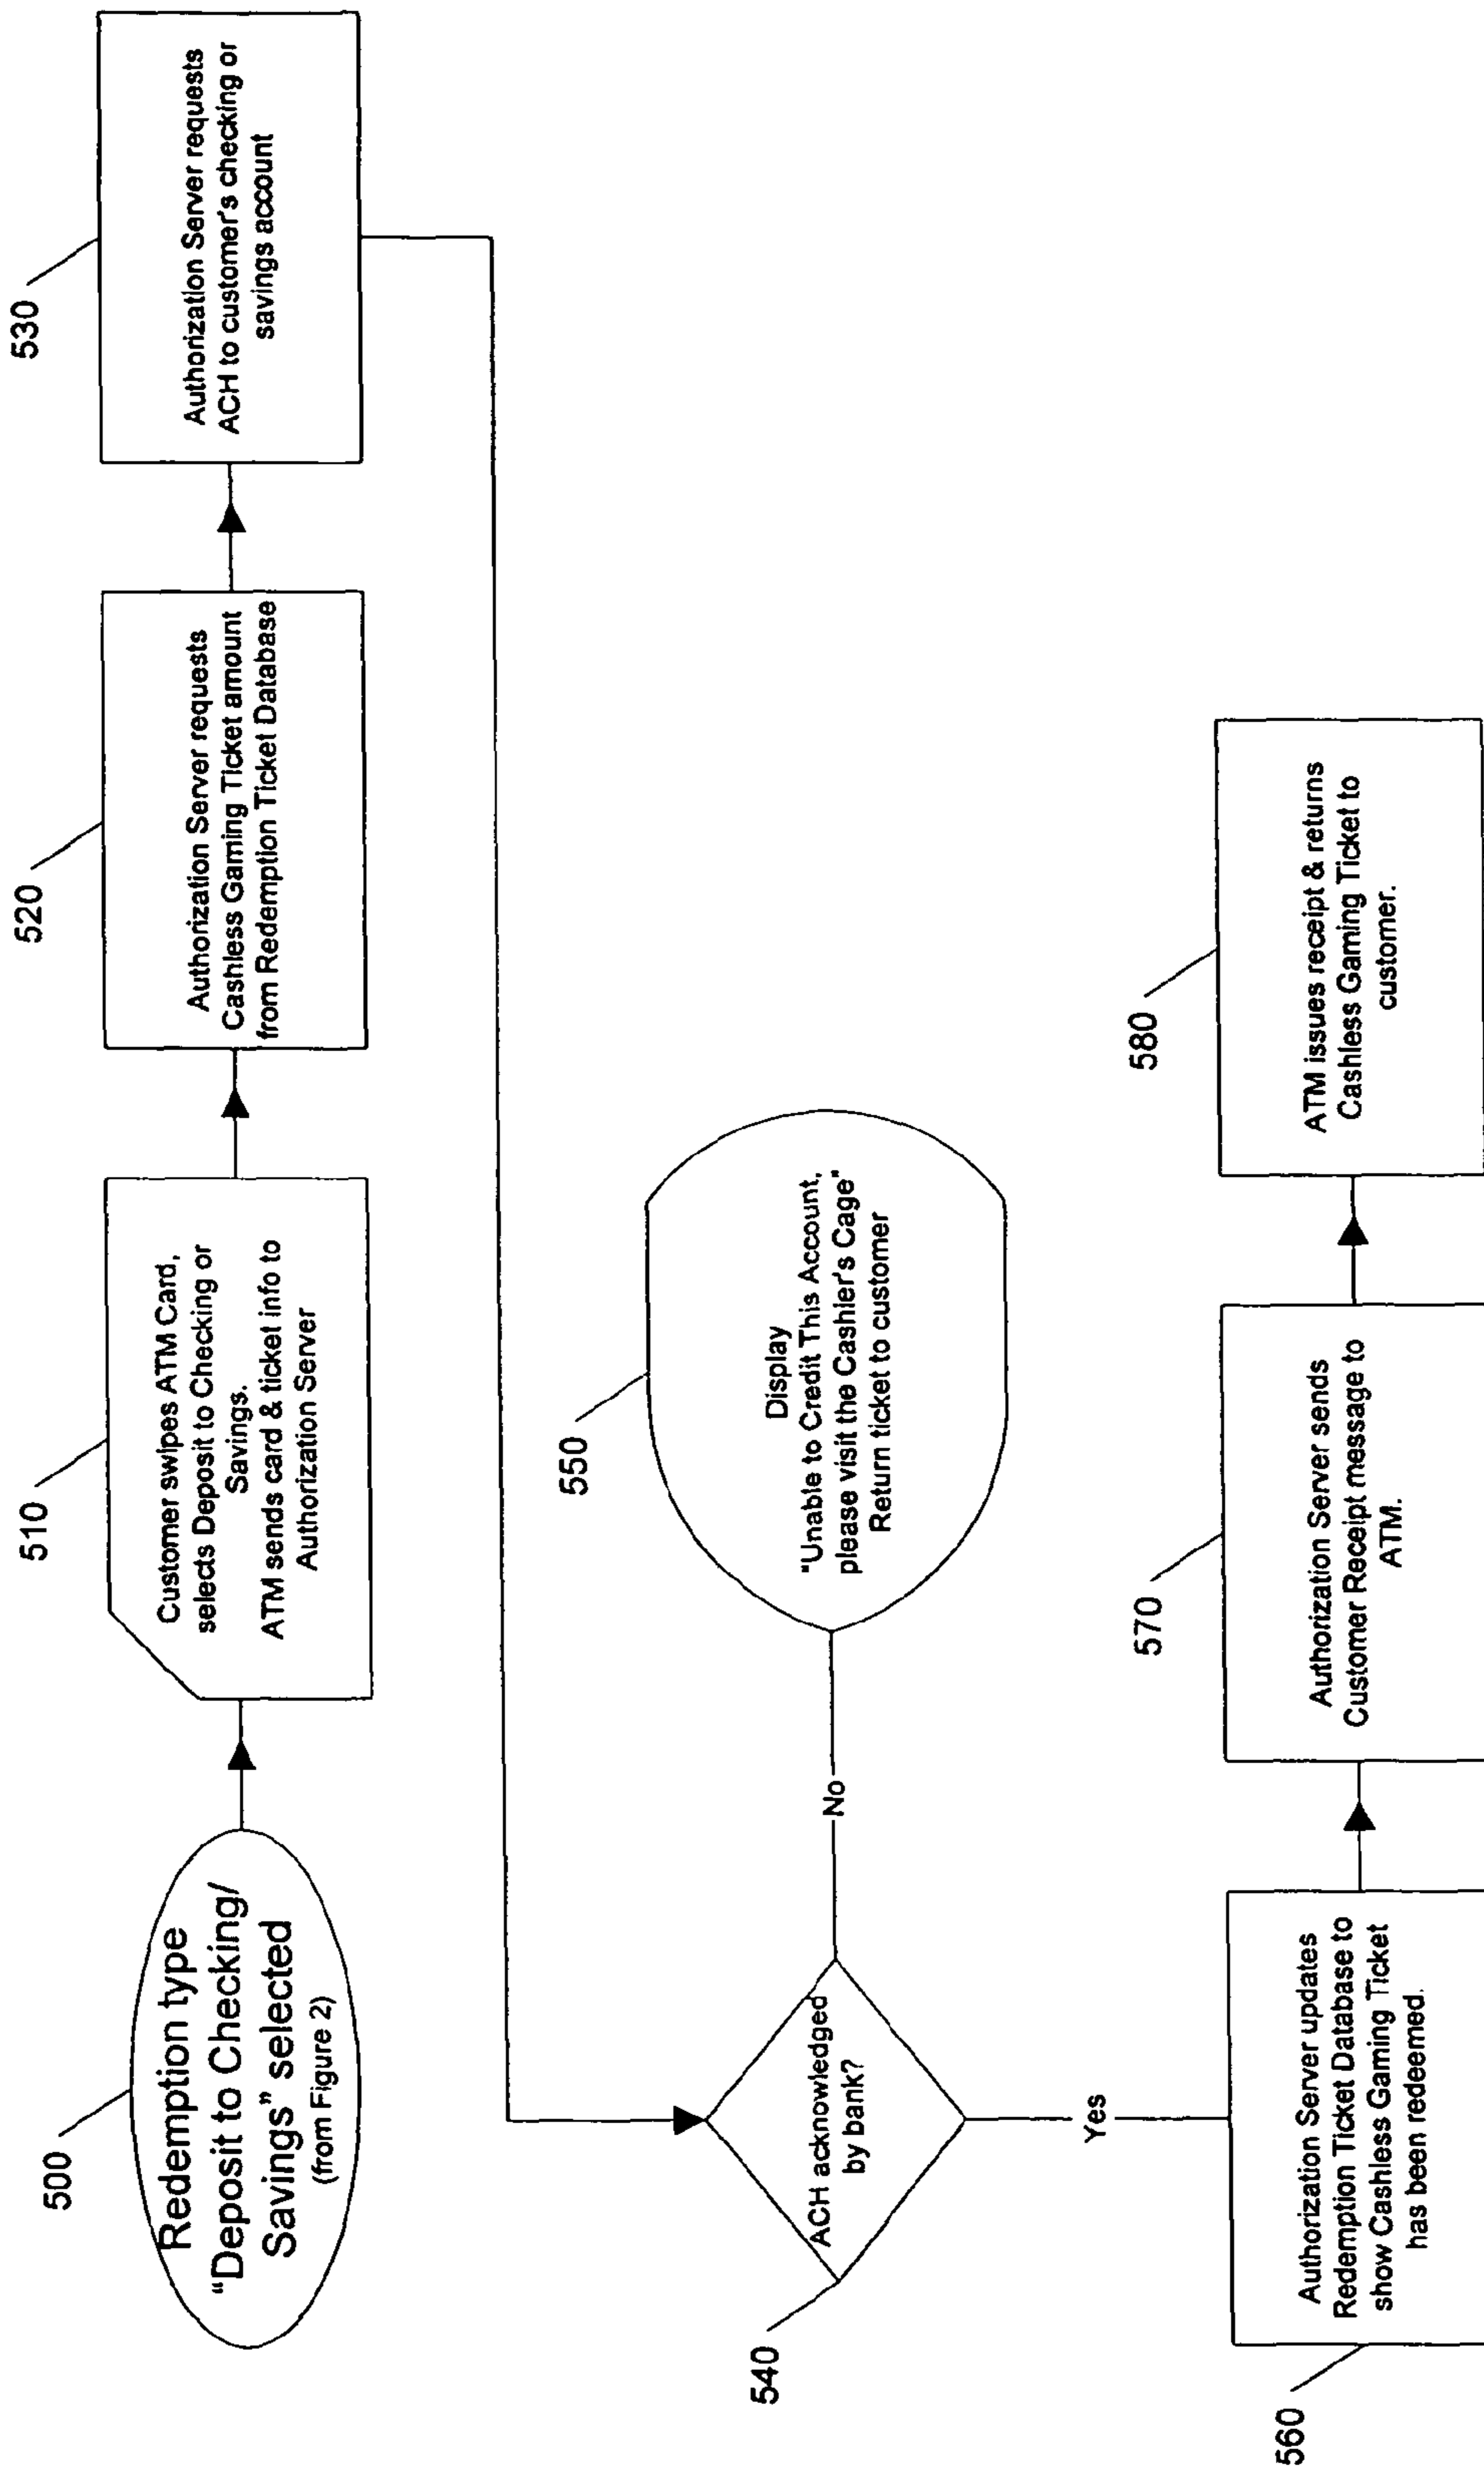 500
Redemption type
“Deposit to Checking/
Savings” selected
(from Figure 2)
510
Customer swipes ATM Card,
selects Deposit to Checking or
Savings.
ATM sends card & ticket info to
Authorization Server
520
Authorization Server requests
Cashless Gaming Ticket amount
from Redemption Ticket Database
530
Authorization Server requests
ACH to customer's checking or
savings account
540
ACH acknowledged
by bank?
No
550
Display
"Unable to Credit This Account,
please visit the Cashier's Cage"
Return ticket to customer
Yes
560
Authorization Server updates
Redemption Ticket Database to
show Cashless Gaming Ticket
has been redeemed.
570
Authorization Server sends
Customer Receipt message to
ATM.
580
ATM issues receipt & returns
Cashless Gaming Ticket to
customer.